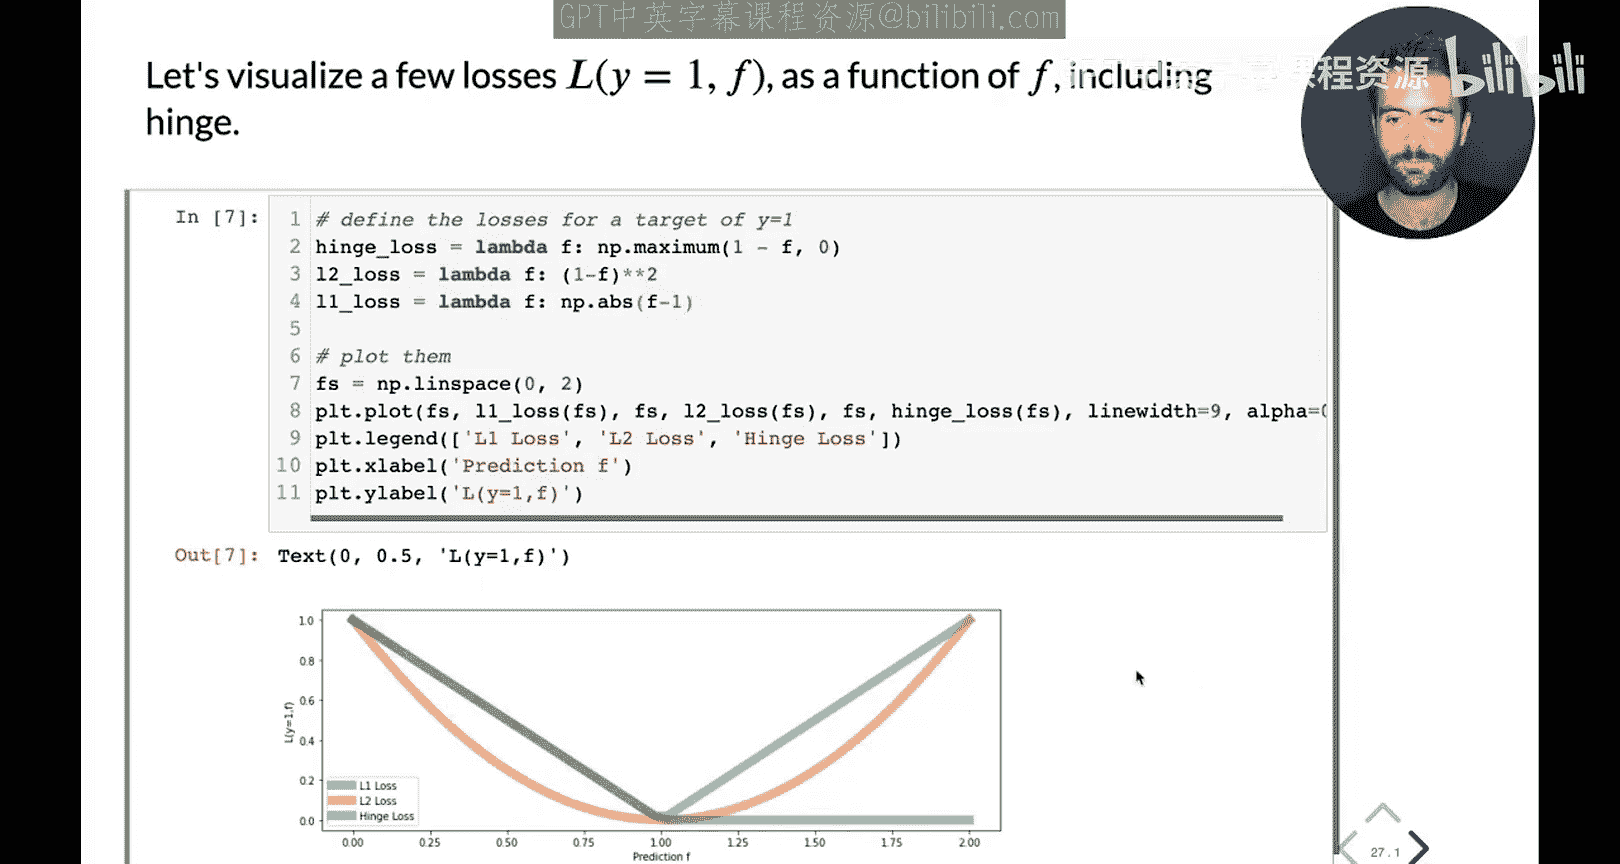 GPT中英字幕课程资源@bilibili.com
课程资源 bilibili
Let's visualize a few losses L(y = 1, f), as a function of f, including
hinge.
In [7]:
1 # define the losses for a target of y=1
2 hinge_loss = lambda f: np.maximum(1 - f, 0)
3 l2_loss = lambda f: (1-f)**2
4 l1_loss = lambda f: np.abs(f-1)
5
6 # plot them
7 fs = np.linspace(0, 2)
8 plt.plot(fs, l1_loss(fs), fs, l2_loss(fs), fs, hinge_loss(fs), linewidth=9, alpha=
9 plt.legend(['L1 Loss', 'L2 Loss', 'Hinge Loss'])
10 plt.xlabel('Prediction f')
11 plt.ylabel('L(y=1,f)')
Out[7]: Text(0, 0.5, 'L(y=1,f)')
1.0
0.8
0.6
0.4
0.2
0.0
L(y=1,f)
L1 Loss
L2 Loss
Hinge Loss
0.00 0.25 0.50 0.75 1.00 1.25 1.50 1.75 2.00
Prediction f
27.1